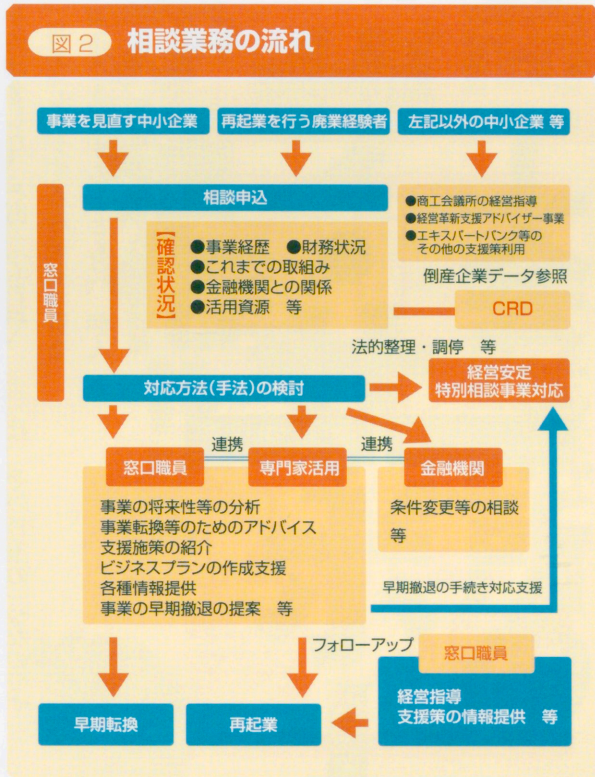 図2 相談業務の流れ
事業を見直す中小企業
再起業を行う廃業経験者
左記以外の中小企業 等
窓口職員
相談申込
●商工会議所の経営指導
●経営革新支援アドバイザー事業
●エキスパートバンク等の
その他の支援策利用
【確認状況】
●事業経歴 ●財務状況
●これまでの取組み
●金融機関との関係
●活用資源 等
倒産企業データ参照
CRD
法的整理・調停 等
対応方法(手法)の検討
経営安定
特別相談事業対応
窓口職員
連携
専門家活用
連携
金融機関
事業の将来性等の分析
事業転換等のためのアドバイス
支援施策の紹介
ビジネスプランの作成支援
各種情報提供
事業の早期撤退の提案 等
条件変更等の相談
等
早期撤退の手続き対応支援
フォローアップ
窓口職員
経営指導
支援策の情報提供 等
早期転換
再起業